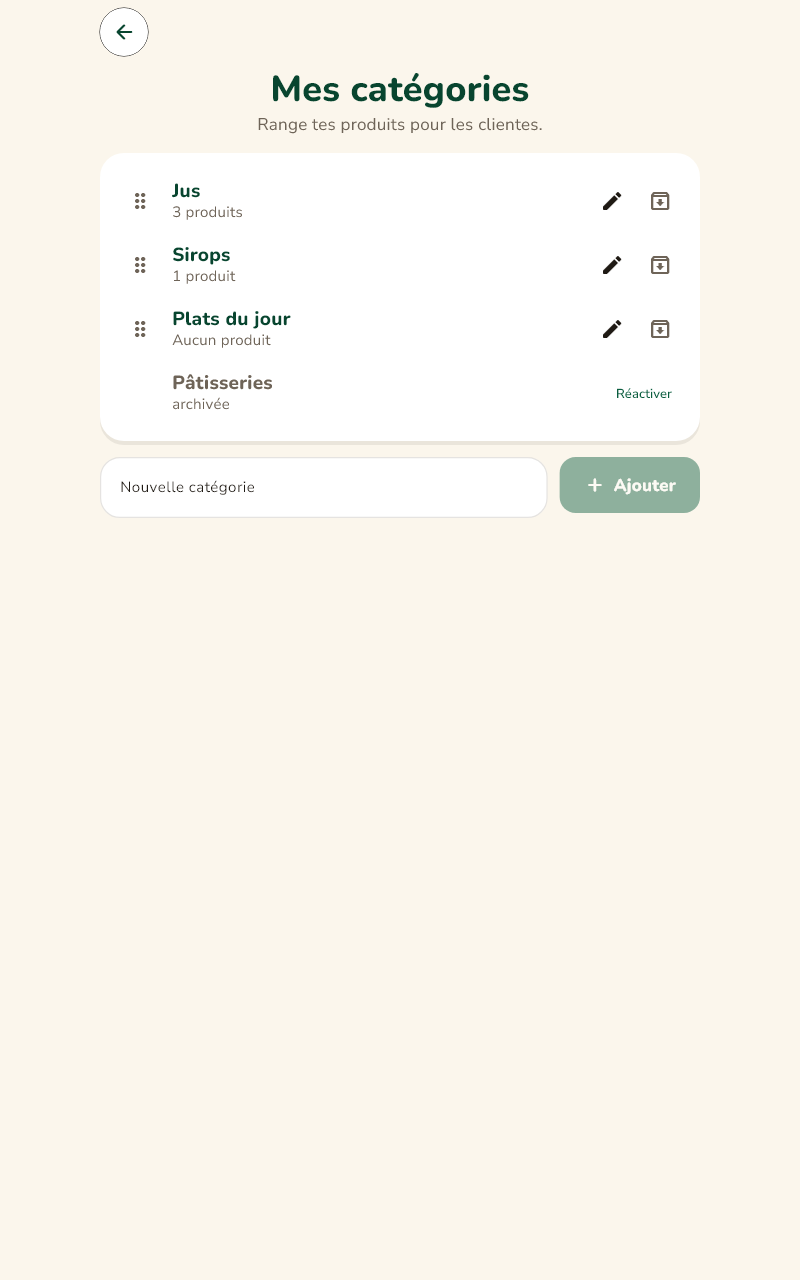 Mes catégories
Range tes produits pour les clientes.
Jus
3 produits
Sirops
1 produit
Plats du jour
Aucun produit
Pâtisseries
archivée
Réactiver
Nouvelle catégorie
+ Ajouter